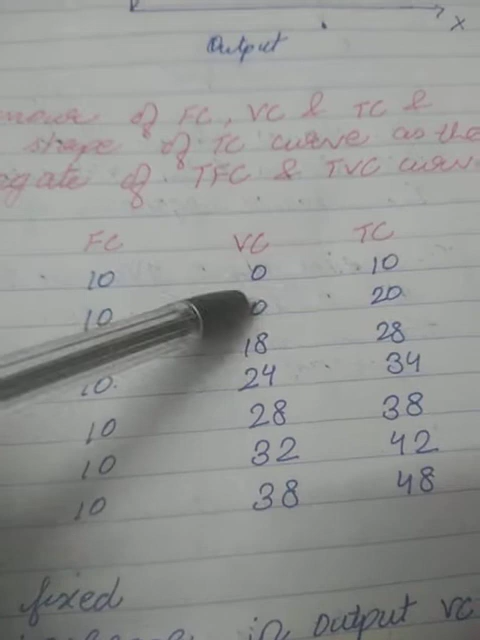 X
Output
of FC, VC & TC &
shape of TC curve as the
of TFC & TVC curv
FC VC TC
10 0 10
10 0 20
18 28
10 24 34
10 28 38
10 32 42
10 38 48
fixed
in output VC